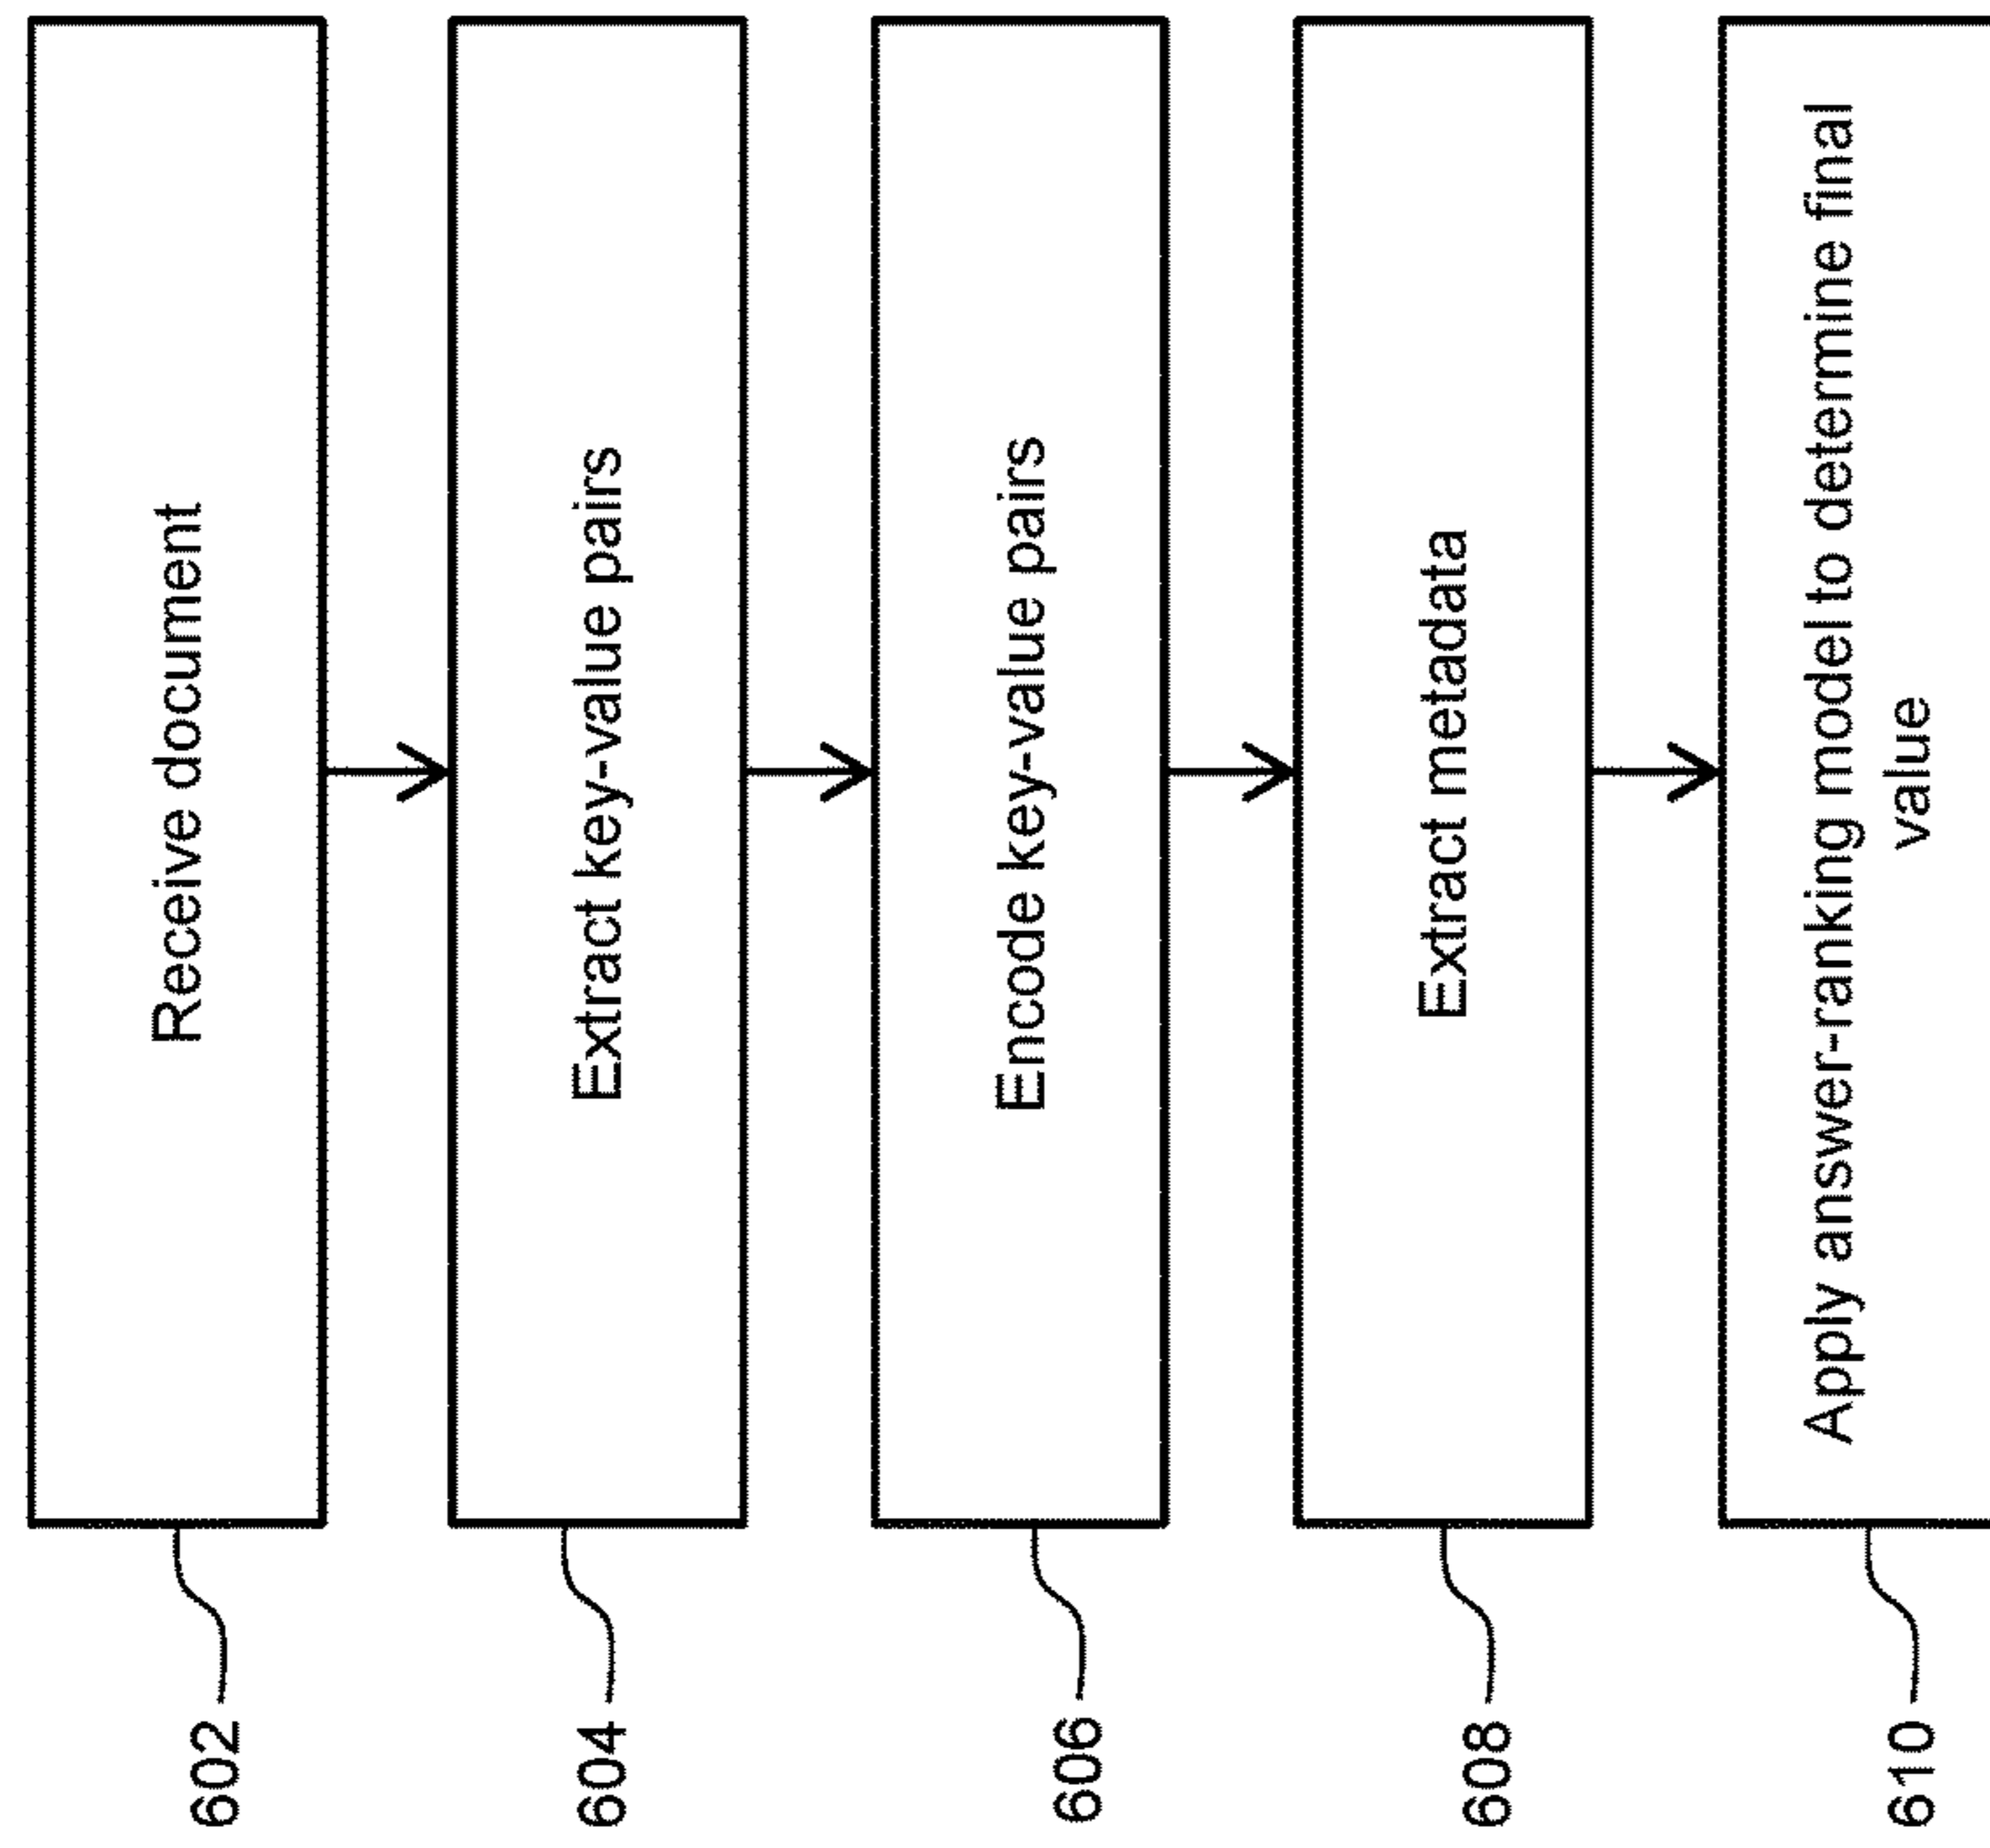 602
Receive document
604
Extract key-value pairs
606
Encode key-value pairs
608
Extract metadata
610
Apply answer-ranking model to determine final
value